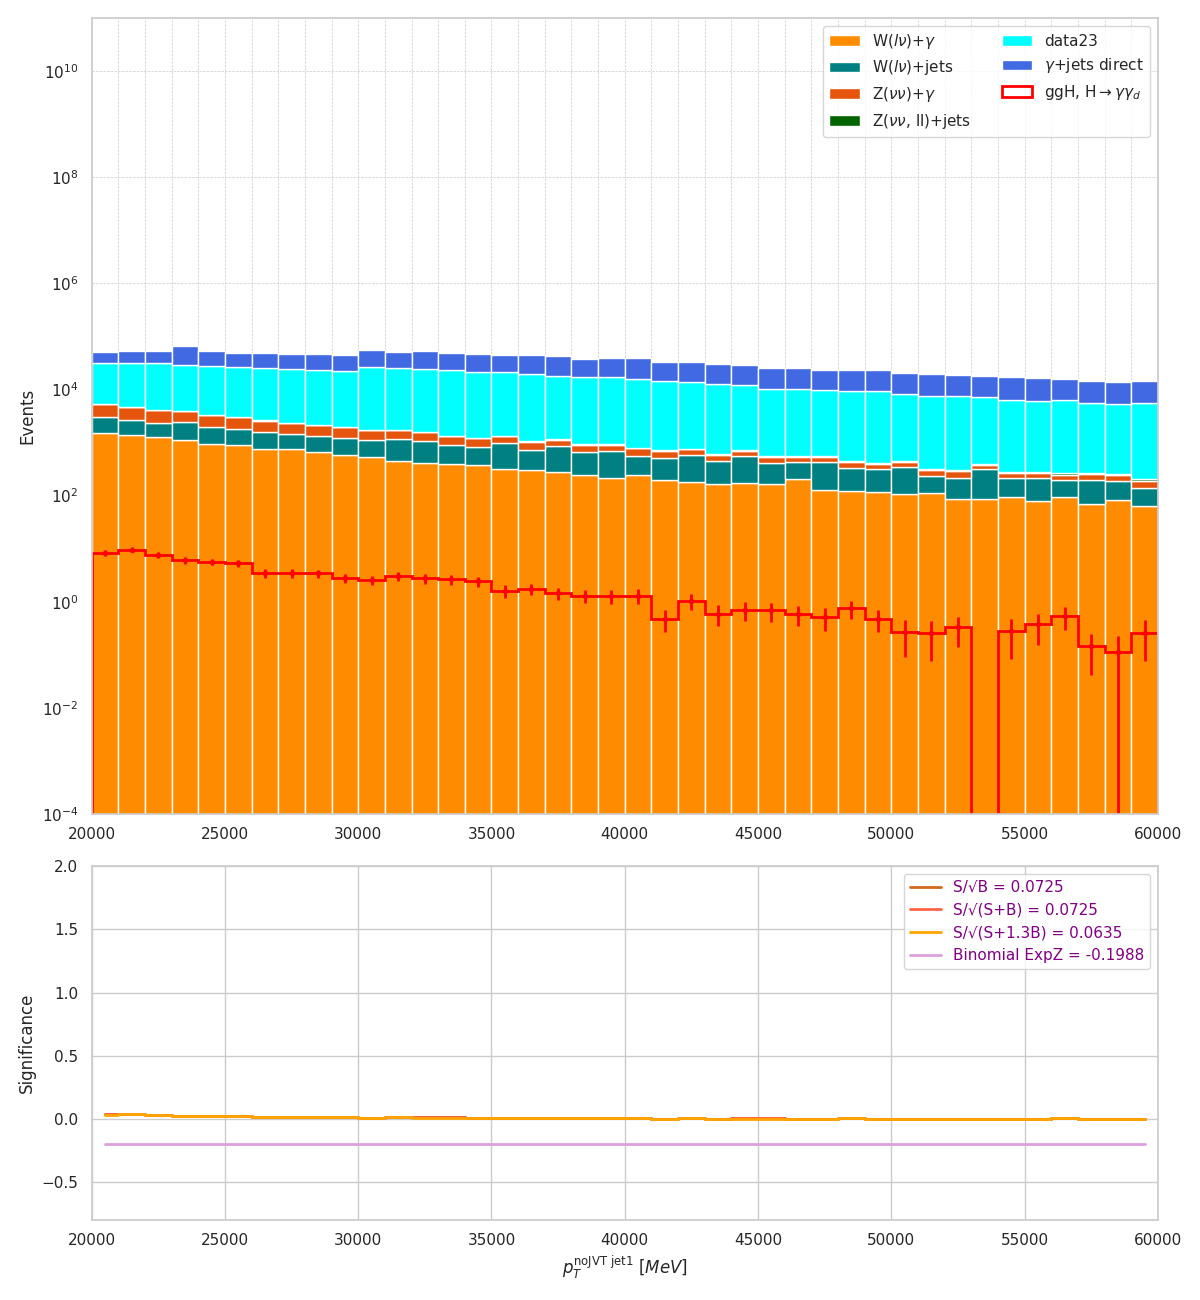 W(lν)+γ
W(lν)+jets
Z(νν)+γ
Z(νν, ll)+jets
data23
γ+jets direct
ggH, H→γγ_d
Events
10^10
10^8
10^6
10^4
10^2
10^0
10^−2
10^−4
20000 25000 30000 35000 40000 45000 50000 55000 60000
S/√B = 0.0725
S/√(S+B) = 0.0725
S/√(S+1.3B) = 0.0635
Binomial ExpZ = -0.1988
Significance
2.0
1.5
1.0
0.5
0.0
−0.5
20000 25000 30000 35000 40000 45000 50000 55000 60000
p_T^noJVT jet1 [MeV]